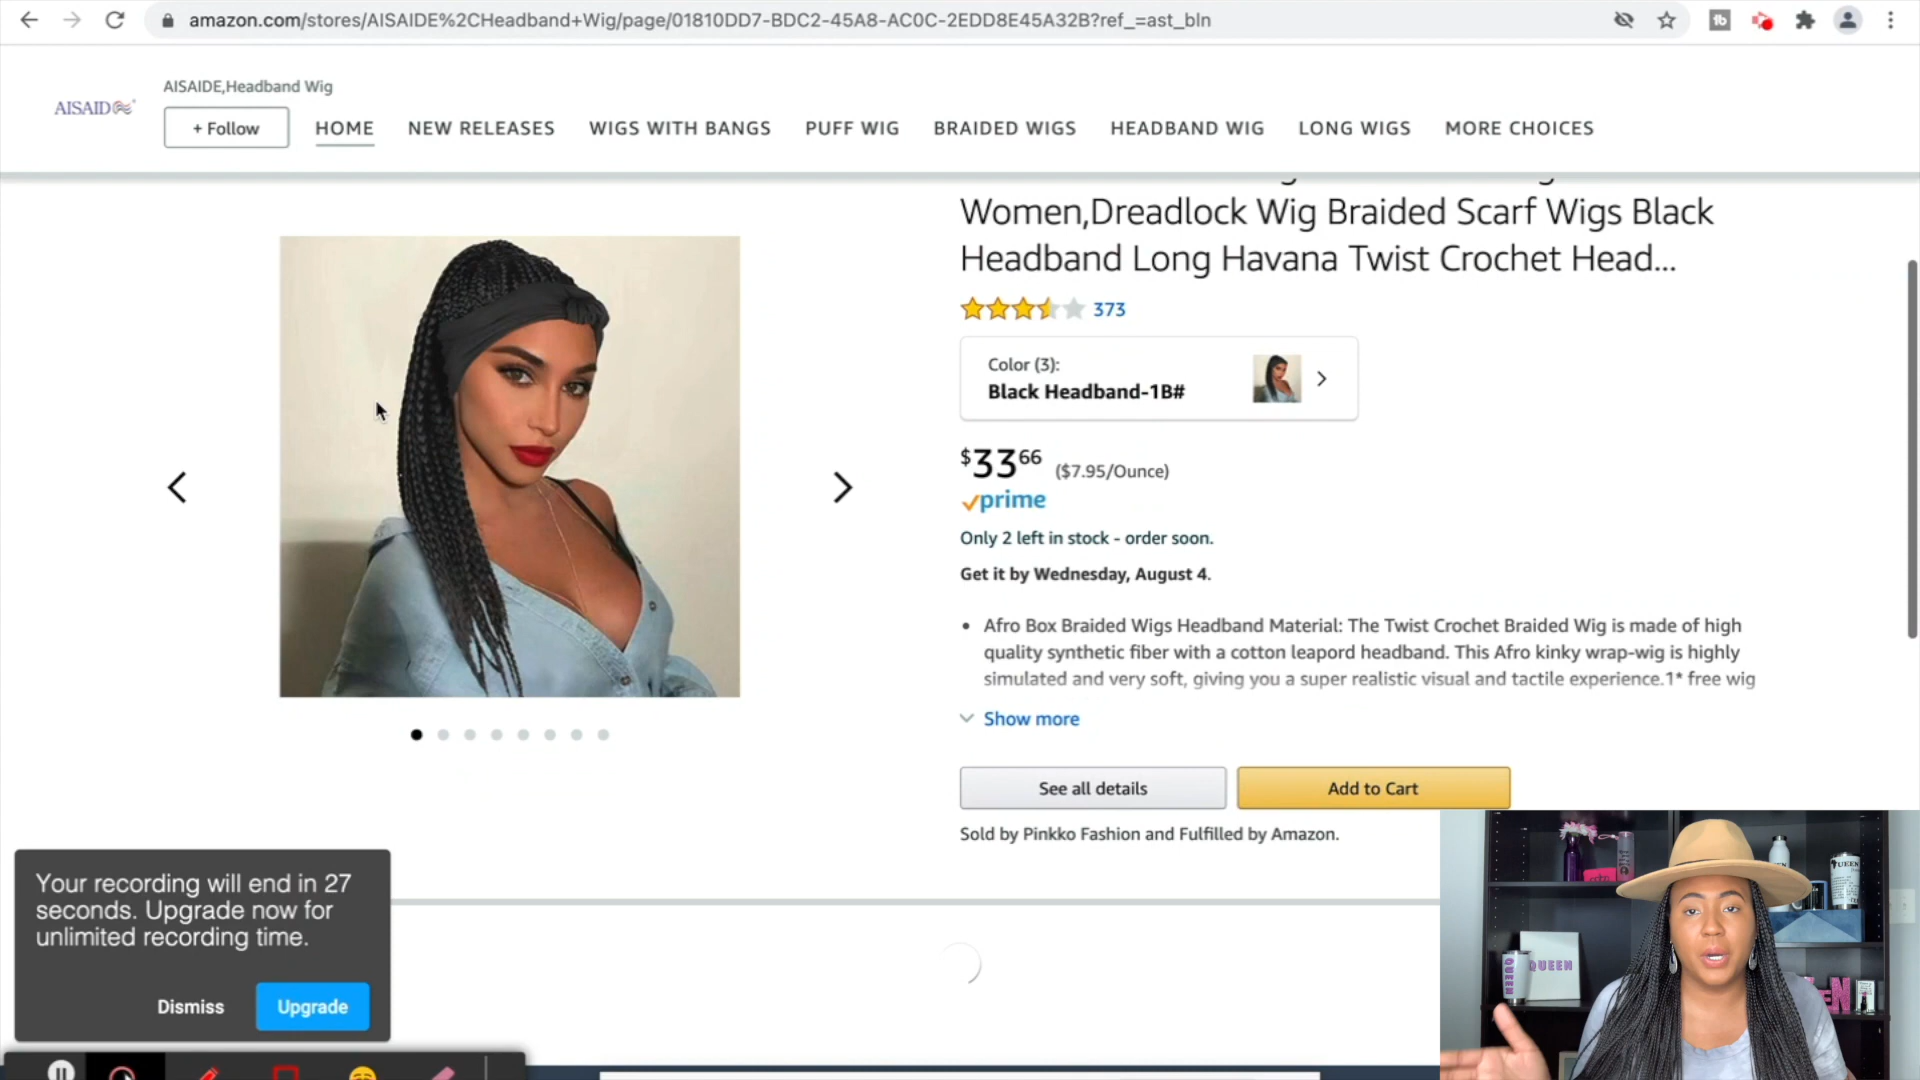 amazon.com/stores/AISAIDE%2CHeadband+Wig/page/01810DD7-BDC2-45A8-AC0C-2EDD8E45A32B?ref_=ast_bln
AISAIDE,Headband Wig
AISAID
+ Follow
HOME
NEW RELEASES
WIGS WITH BANGS
PUFF WIG
BRAIDED WIGS
HEADBAND WIG
LONG WIGS
MORE CHOICES
Women,Dreadlock Wig Braided Scarf Wigs Black
Headband Long Havana Twist Crochet Head...
373
Color (3):
Black Headband-1B#
$33 66 ($7.95/Ounce)
prime
Only 2 left in stock - order soon.
Get it by Wednesday, August 4.
• Afro Box Braided Wigs Headband Material: The Twist Crochet Braided Wig is made of high
quality synthetic fiber with a cotton leapord headband. This Afro kinky wrap-wig is highly
simulated and very soft, giving you a super realistic visual and tactile experience.1* free wig
Show more
See all details
Add to Cart
Sold by Pinkko Fashion and Fulfilled by Amazon.
Your recording will end in 27
seconds. Upgrade now for
unlimited recording time.
Dismiss
Upgrade
QUEEN